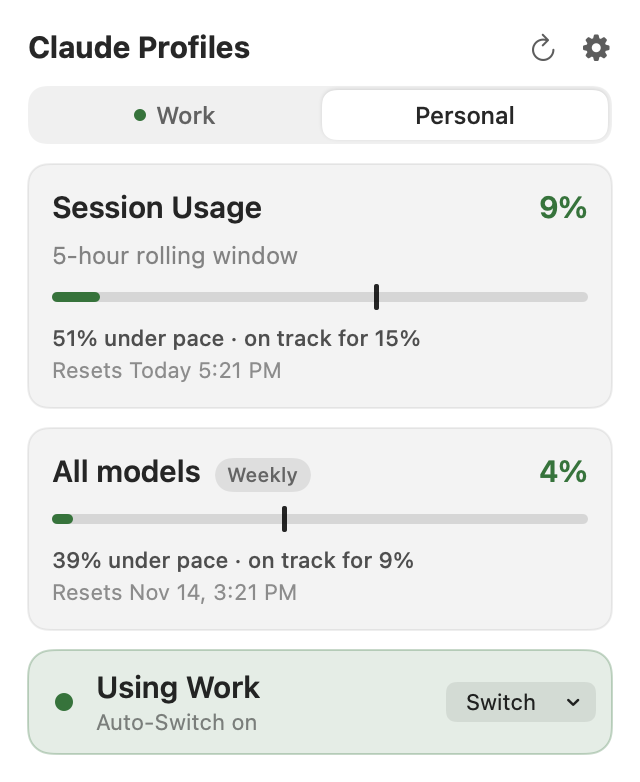 Claude Profiles
Work
Personal
Session Usage
9%
5-hour rolling window
51% under pace · on track for 15%
Resets Today 5:21 PM
All models
Weekly
4%
39% under pace · on track for 9%
Resets Nov 14, 3:21 PM
Using Work
Auto-Switch on
Switch